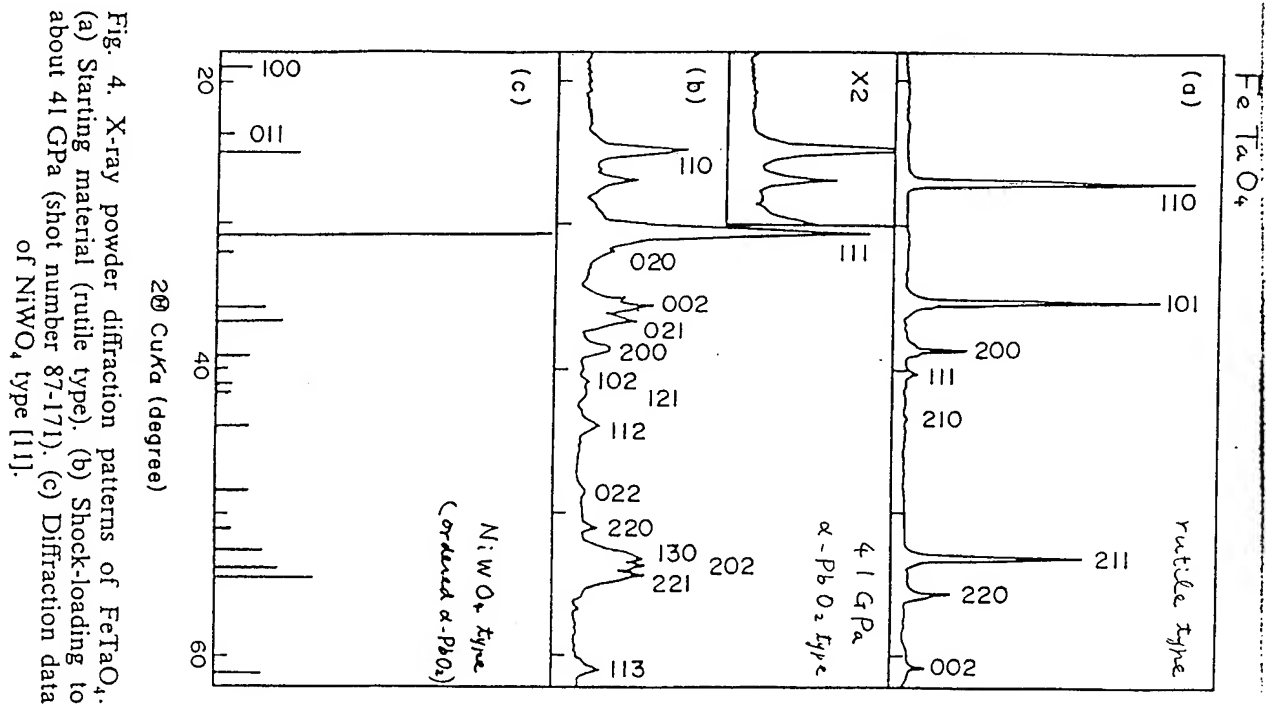 FeTaO₄
(a)
rutile type
110
101
200
111
210
211
220
002
X2
(b)
41 GPa
α-PbO₂ type
110
111
020
002
021
200
102
121
112
022
220
130
202
221
113
(c)
NiWO₄ type
(ordered α-PbO₂)
100
011
20
40
60
2Θ CuKα (degree)
Fig. 4. X-ray powder diffraction patterns of FeTaO₄.
(a) Starting material (rutile type). (b) Shock-loading to
about 41 GPa (shot number 87-171). (c) Diffraction data
of NiWO₄ type [11].